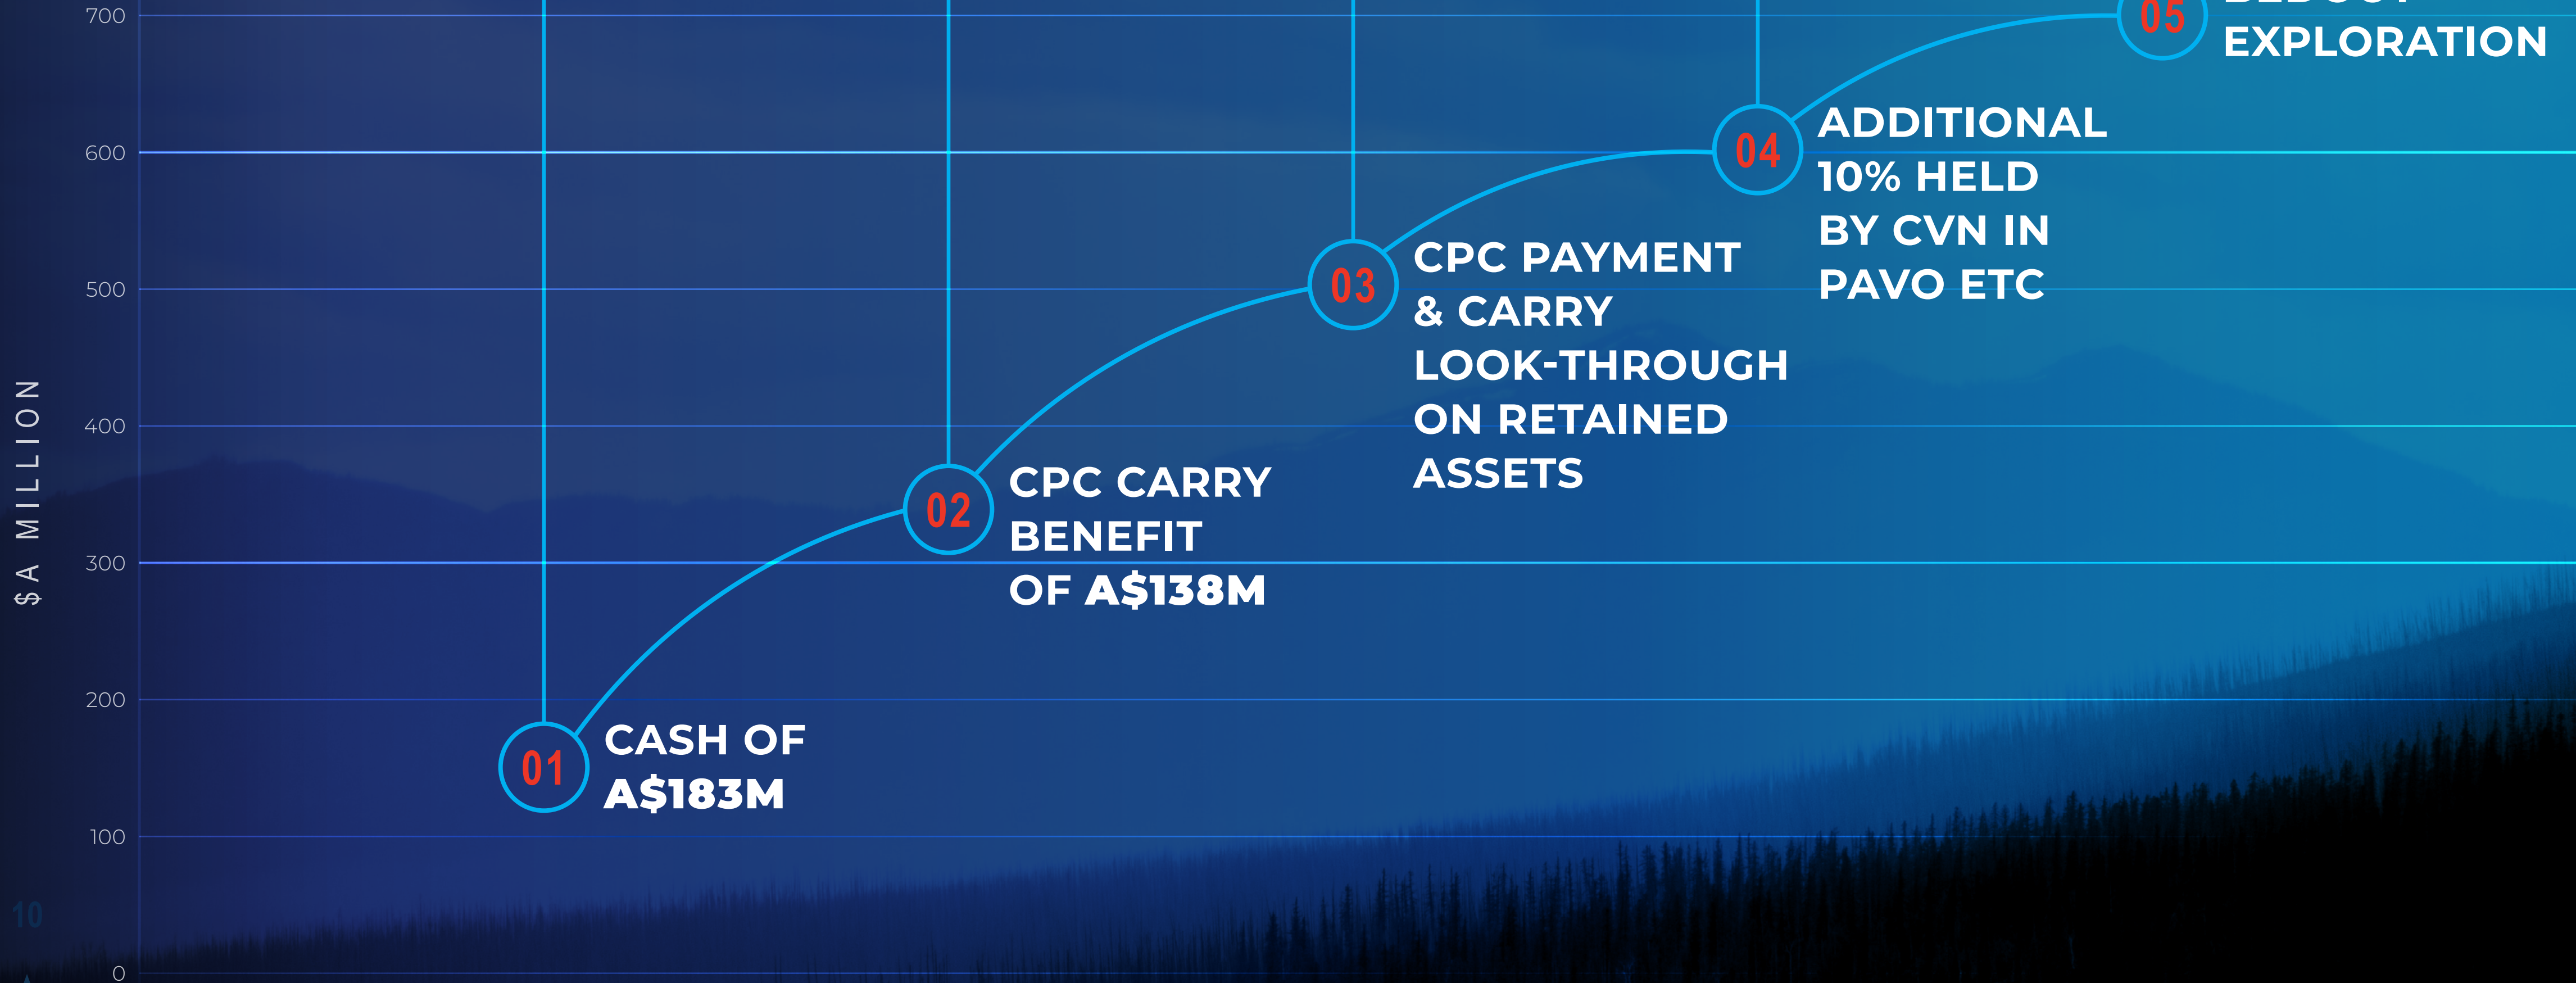 700
600
500
400
300
200
100
0
$A MILLION
01
CASH OF
A$183M
02
CPC CARRY
BENEFIT
OF A$138M
03
CPC PAYMENT
& CARRY
LOOK-THROUGH
ON RETAINED
ASSETS
04
ADDITIONAL
10% HELD
BY CVN IN
PAVO ETC
05
EXPLORATION
10